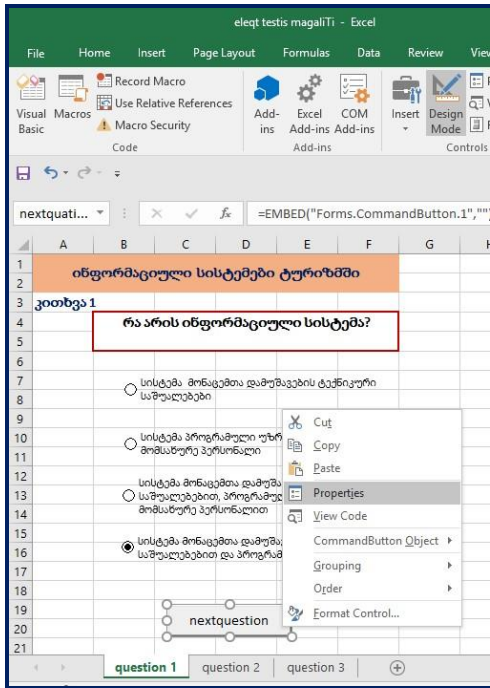 eleqt testis magaliTi - Excel
File Home Insert Page Layout Formulas Data Review View
Visual Basic
Macros
Record Macro
Use Relative References
Macro Security
Code
Add-ins
Excel Add-ins
COM Add-ins
Add-ins
Insert
Design Mode
Controls
nextquati...
=EMBED("Forms.CommandButton.1","")
A B C D E F G
1
2
3
4
5
6
7
8
9
10
11
12
13
14
15
16
17
18
19
20
21
ინფორმაციული სისტემები ტურიზმში
კითხვა 1
რა არის ინფორმაციული სისტემა?
სისტემა მონაცემთა დამუშავების ტექნიკური
საშუალებები
სისტემა პროგრამული უზრ
მომსახურე პერსონალი
სისტემა მონაცემთა დამუშა
საშუალებებით, პროგრამულ
მომსახურე პერსონალით
სისტემა მონაცემთა დამუშა
საშუალებებით და პროგრამ
Cut
Copy
Paste
Properties
View Code
CommandButton Object
Grouping
Order
Format Control...
nextquestion
question 1 question 2 question 3